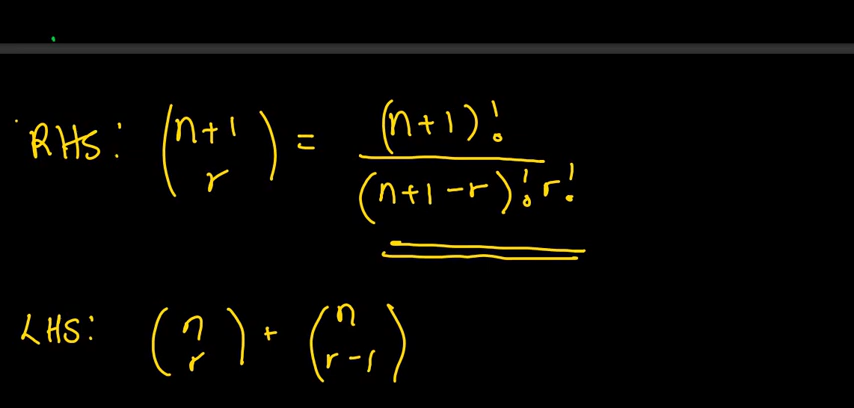 RHS: (n+1 r) = (n+1)! / (n+1-r)! r!
LHS: (n r) + (n r-1)